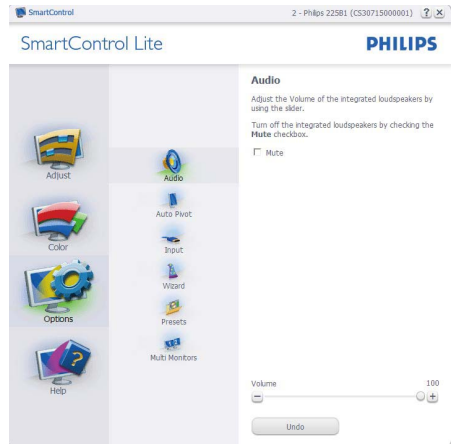 SmartControl
2 - Philips 225B1 (CS30715000001)
? X
SmartControl Lite
PHILIPS
Adjust
Color
Options
Help
Audio
Auto Pivot
Input
Wizard
Presets
Multi Monitors
Audio
Adjust the Volume of the integrated loudspeakers by
using the slider.
Turn off the integrated loudspeakers by checking the
Mute checkbox.
Mute
Volume
100
Undo